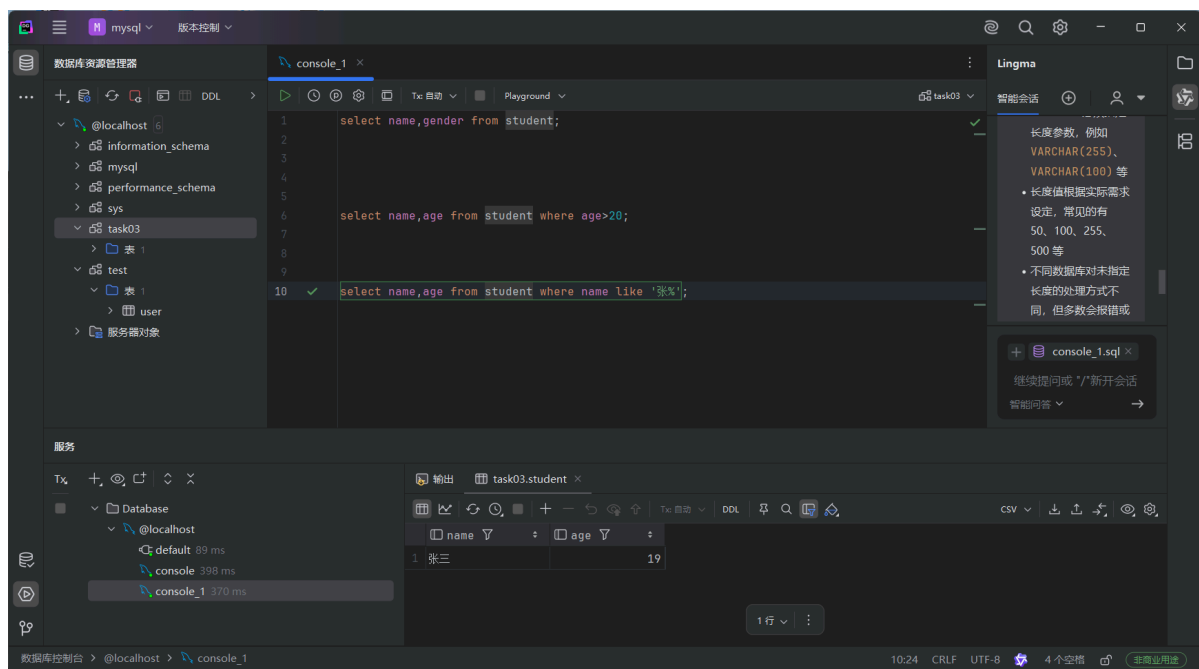 M mysql 版本控制
数据库资源管理器
DDL
@localhost 6
information_schema
mysql
performance_schema
sys
task03
表 1
test
表 1
user
服务器对象
console_1
Tx: 自动 Playground task03
1 select name,gender from student;
2
3
4
5
6 select name,age from student where age>20;
7
8
9
10 select name,age from student where name like '张%';
Lingma
智能会话
长度参数，例如
VARCHAR(255)、
VARCHAR(100) 等
• 长度值根据实际需求
设定，常见的有
50、100、255、
500 等
• 不同数据库对未指定
长度的处理方式不
同，但多数会报错或
console_1.sql
继续提问或 "/"新开会话
智能问答
服务
Tx
Database
@localhost
default 89 ms
console 398 ms
console_1 370 ms
输出 task03.student
Tx: 自动 DDL CSV
name age
1 张三 19
1 行
数据库控制台 > @localhost > console_1
10:24 CRLF UTF-8 4 个空格 非商业用途